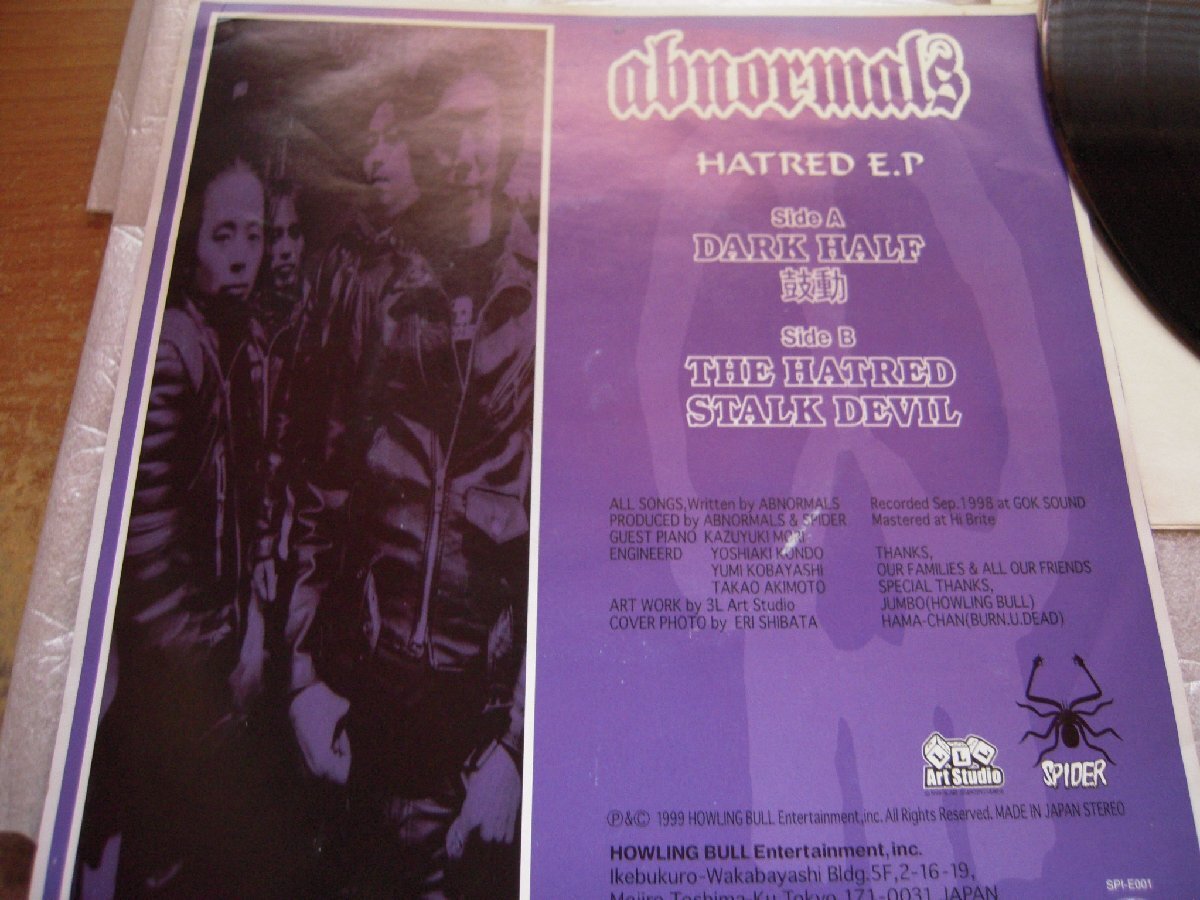 abnormals
HATRED E.P
Side A
DARK HALF
鼓動
Side B
THE HATRED
STALK DEVIL
ALL SONGS,Written by ABNORMALS
PRODUCED by ABNORMALS & SPIDER
GUEST PIANO KAZUYUKI MORI
ENGINEERD YOSHIAKI KONDO
YUMI KOBAYASHI
TAKAO AKIMOTO
ART WORK by 3L Art Studio
COVER PHOTO by ERI SHIBATA
Recorded Sep.1998 at GOK SOUND
Mastered at Hi Brite
THANKS,
OUR FAMILIES & ALL OUR FRIENDS
SPECIAL THANKS,
JUMBO(HOWLING BULL)
HAMA-CHAN(BURN.U.DEAD)
LLL
Art Studio
SPIDER
Ⓟ&© 1999 HOWLING BULL Entertainment,inc. All Rights Reserved. MADE IN JAPAN STEREO
HOWLING BULL Entertainment,inc.
Ikebukuro-Wakabayashi Bldg.5F,2-16-19,
Mejiro Toshima-Ku Tokyo 171-0031 JAPAN
SPI-E001